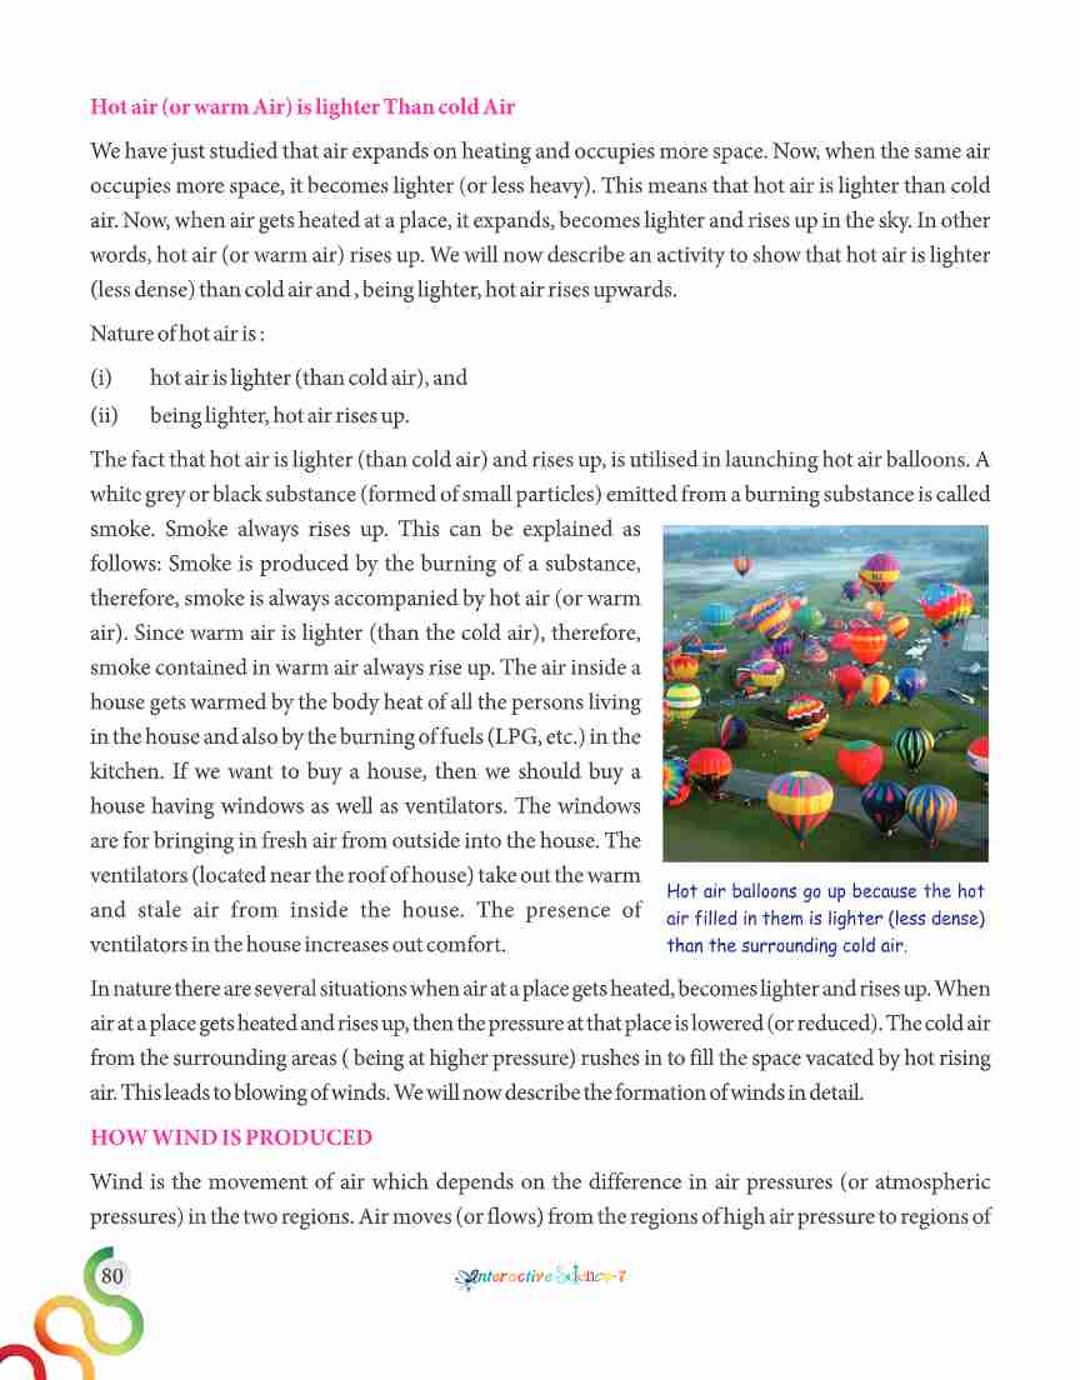 Hot air (or warm Air) is lighter Than cold Air
We have just studied that air expands on heating and occupies more space. Now, when the same air
occupies more space, it becomes lighter (or less heavy). This means that hot air is lighter than cold
air. Now, when air gets heated at a place, it expands, becomes lighter and rises up in the sky. In other
words, hot air (or warm air) rises up. We will now describe an activity to show that hot air is lighter
(less dense) than cold air and , being lighter, hot air rises upwards.
Nature of hot air is :
(i) hot air is lighter (than cold air), and
(ii) being lighter, hot air rises up.
The fact that hot air is lighter (than cold air) and rises up, is utilised in launching hot air balloons. A
white grey or black substance (formed of small particles) emitted from a burning substance is called
smoke. Smoke always rises up. This can be explained as
follows: Smoke is produced by the burning of a substance,
therefore, smoke is always accompanied by hot air (or warm
air). Since warm air is lighter (than the cold air), therefore,
smoke contained in warm air always rise up. The air inside a
house gets warmed by the body heat of all the persons living
in the house and also by the burning of fuels (LPG, etc.) in the
kitchen. If we want to buy a house, then we should buy a
house having windows as well as ventilators. The windows
are for bringing in fresh air from outside into the house. The
ventilators (located near the roof of house) take out the warm
and stale air from inside the house. The presence of
ventilators in the house increases out comfort.
Hot air balloons go up because the hot
air filled in them is lighter (less dense)
than the surrounding cold air.
In nature there are several situations when air at a place gets heated, becomes lighter and rises up. When
air at a place gets heated and rises up, then the pressure at that place is lowered (or reduced). The cold air
from the surrounding areas ( being at higher pressure) rushes in to fill the space vacated by hot rising
air. This leads to blowing of winds. We will now describe the formation of winds in detail.
HOW WIND IS PRODUCED
Wind is the movement of air which depends on the difference in air pressures (or atmospheric
pressures) in the two regions. Air moves (or flows) from the regions of high air pressure to regions of
80
Interactive Science-7